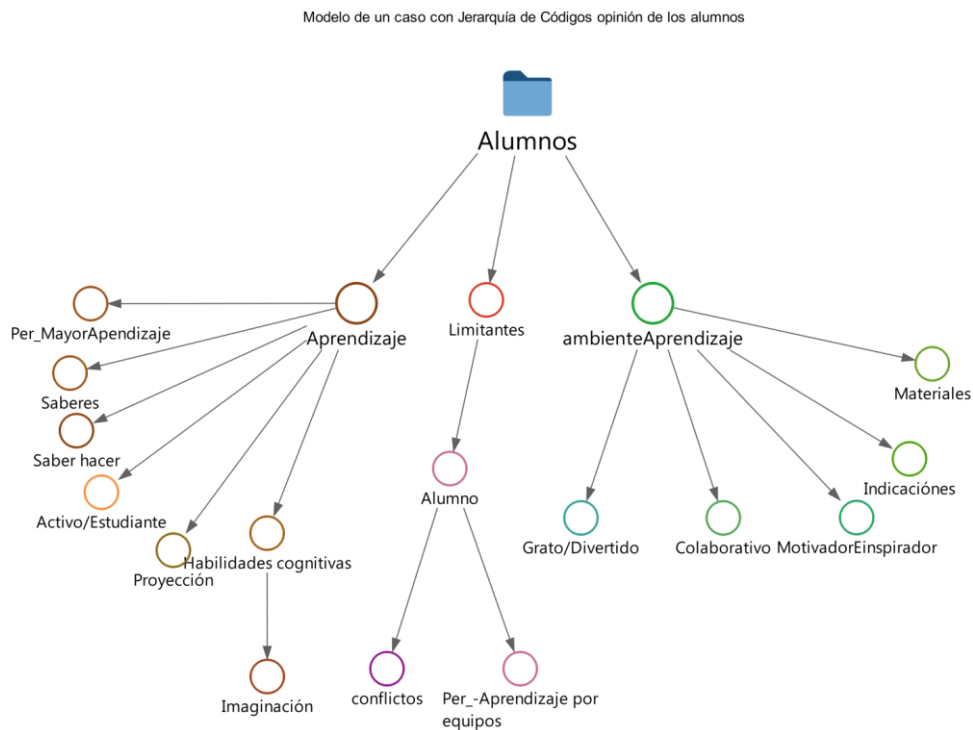 Modelo de un caso con Jerarquía de Códigos opinión de los alumnos
Alumnos
Per_MayorApendizaje
Aprendizaje
Limitantes
ambienteAprendizaje
Saberes
Materiales
Saber hacer
Activo/Estudiante
Alumno
Indicaciónes
Proyección
Habilidades cognitivas
Grato/Divertido
Colaborativo
MotivadorEinspirador
Imaginación
conflictos
Per_-Aprendizaje por
equipos